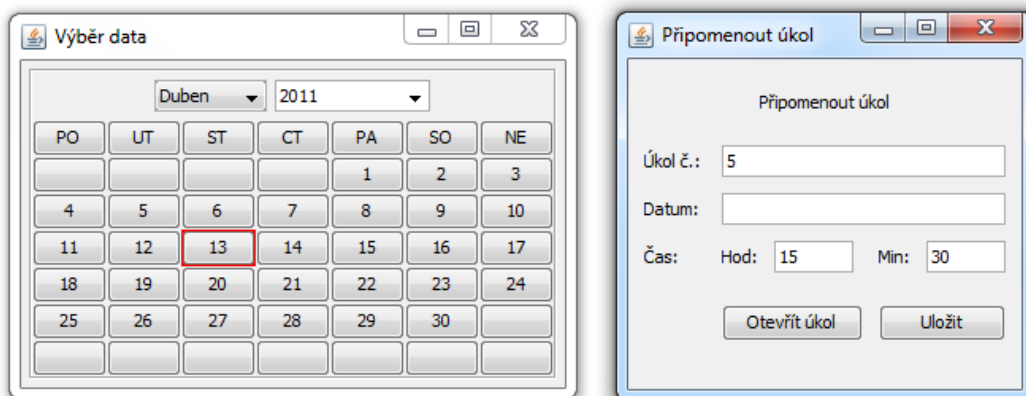 Výběr data
Duben 2011
PO UT ST CT PA SO NE
1 2 3
4 5 6 7 8 9 10
11 12 13 14 15 16 17
18 19 20 21 22 23 24
25 26 27 28 29 30
Připomenout úkol
Připomenout úkol
Úkol č.: 5
Datum:
Čas: Hod: 15 Min: 30
Otevřít úkol Uložit